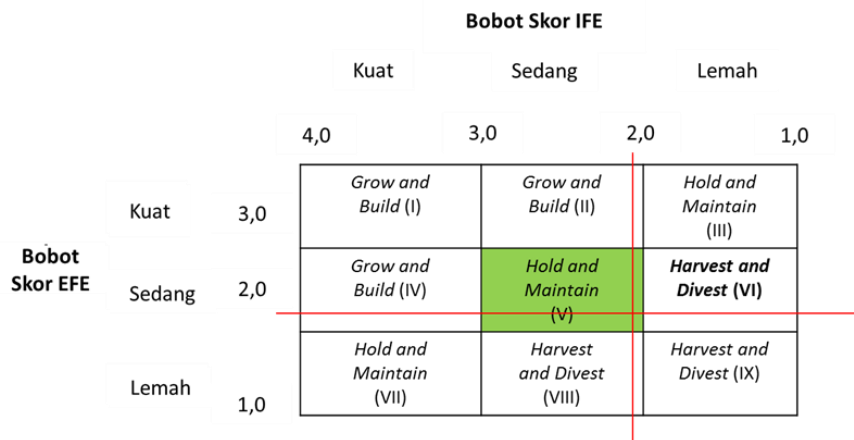 Bobot Skor IFE
Kuat Sedang Lemah
4,0 3,0 2,0 1,0
Kuat 3,0
Grow and
Build (I)
Grow and
Build (II)
Hold and
Maintain
(III)
Bobot
Skor EFE
Sedang 2,0
Grow and
Build (IV)
Hold and
Maintain
(V)
Harvest and
Divest (VI)
Lemah 1,0
Hold and
Maintain
(VII)
Harvest
and Divest
(VIII)
Harvest and
Divest (IX)